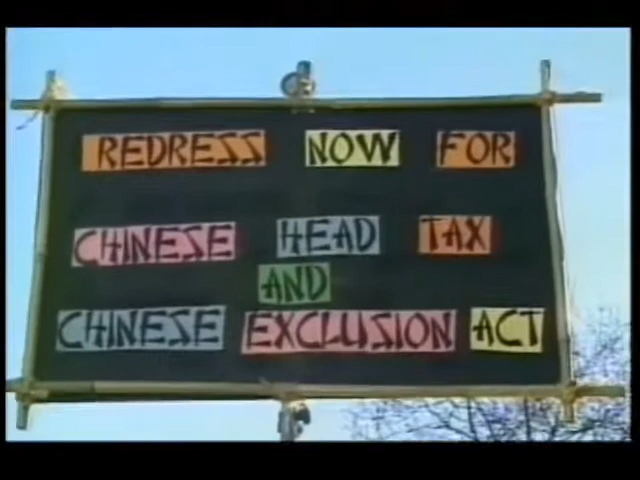 REDRESS NOW FOR
CHINESE HEAD TAX
AND
CHINESE EXCLUSION ACT